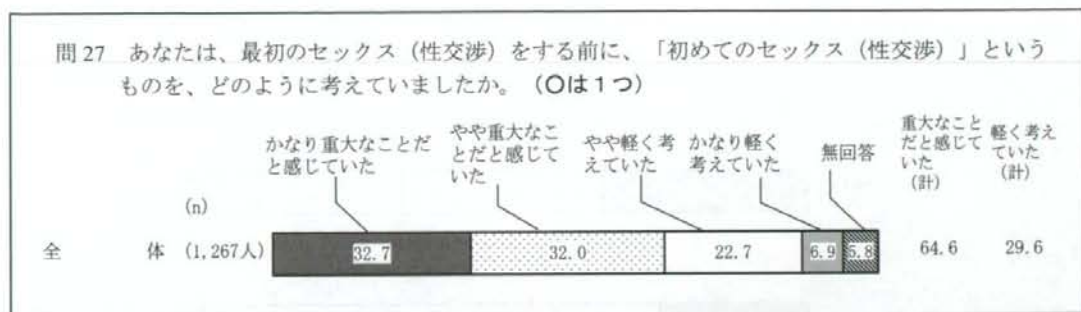 問27 あなたは、最初のセックス（性交渉）をする前に、「初めてのセックス（性交渉）」という
ものを、どのように考えていましたか。（○は1つ）
かなり重大なことだ
と感じていた
やや重大なこ
とだと感じて
いた
やや軽く考
えていた
かなり軽く
考えていた
無回答
重大なこと
だと感じて
いた
（計）
軽く考え
ていた
（計）
(n)
全体 (1,267人) 32.7 32.0 22.7 6.9 5.8 64.6 29.6